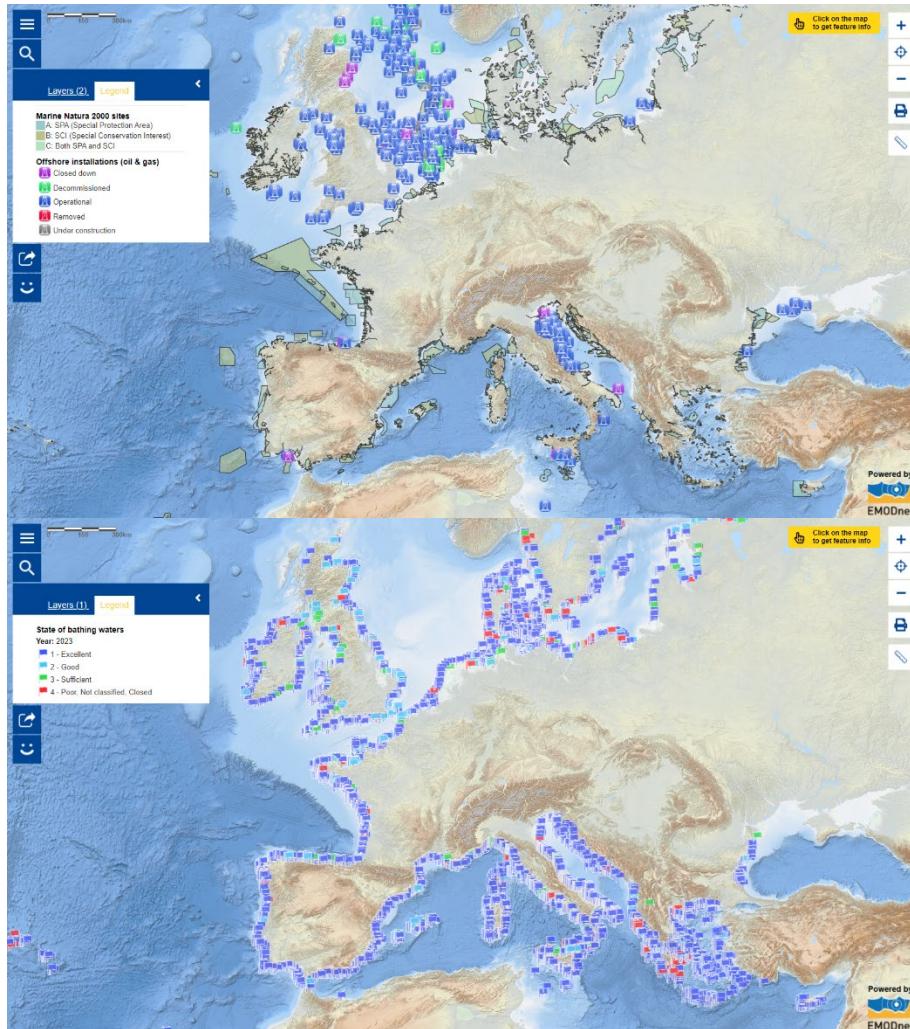 Click on the map
to get feature info
Layers (2)
Legend
Marine Natura 2000 sites
A: SPA (Special Protection Area)
B: SCI (Special Conservation Interest)
C: Both SPA and SCI
Offshore installations (oil & gas)
Closed down
Decommissioned
Operational
Removed
Under construction
Powered by
EMODne
Click on the map
to get feature info
Layers (1)
Legend
State of bathing waters
Year: 2023
1 - Excellent
2 - Good
3 - Sufficient
4 - Poor, Not classified, Closed
Powered by
EMODne